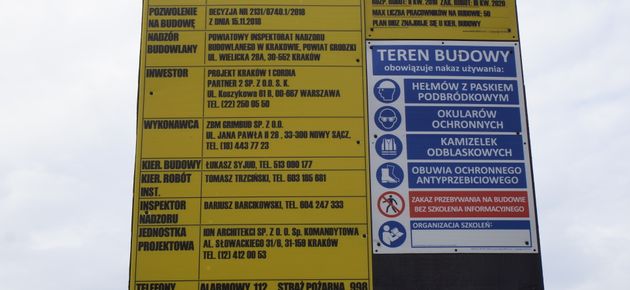 POZWOLENIE NA BUDOWĘ
DECYZJA NR 2131/6740.1/2018
Z DNIA 15.11.2018
NADZÓR BUDOWLANY
POWIATOWY INSPEKTORAT NADZORU
BUDOWLANEGO W KRAKOWIE, POWIAT GRODZKI
UL. WIELICKA 28A, 30-552 KRAKÓW
INWESTOR
PROJEKT KRAKÓW 1 CORDIA
PARTNER 2 SP. Z O.O. S. K.
UL. Koszykowa 61 B, 00-667 WARSZAWA
TEL. (22) 250 05 50
WYKONAWCA
ZBM GRIMBUD SP. Z O.O.
UL. JANA PAWŁA II 26 , 33-300 NOWY SĄCZ,
TEL. (18) 443 77 23
KIER. BUDOWY
ŁUKASZ SYJUD, TEL. 513 090 177
KIER. ROBÓT INST.
TOMASZ TRZCIŃSKI, TEL. 603 185 681
INSPEKTOR NADZORU
DARIUSZ BARCIKOWSKI, TEL. 604 247 333
JEDNOSTKA PROJEKTOWA
IDN ARCHITEKCI SP. Z O. O. Sp. KOMANDYTOWA
AL. SŁOWACKIEGO 31/6, 31-159 KRAKÓW
TEL. (12) 412 00 53
TELEFONY
ALARMOWY 112 STRAŻ POŻARNA 998
MAX LICZBA PRACOWNIKÓW NA BUDOWIE: 50
PLAN BIOZ ZNAJDUJE SIĘ U KIER. BUDOWY
TEREN BUDOWY
obowiązuje nakaz używania:
HEŁMÓW Z PASKIEM
PODBRÓDKOWYM
OKULARÓW
OCHRONNYCH
KAMIZELEK
ODBLASKOWYCH
OBUWIA OCHRONNEGO
ANTYPRZEBICIOWEGO
ZAKAZ PRZEBYWANIA NA BUDOWIE
BEZ SZKOLENIA INFORMACYJNEGO
ORGANIZACJA SZKOLEŃ: